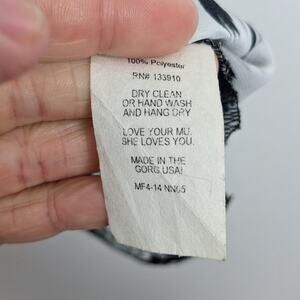 100% Polyester
RN# 133910
DRY CLEAN
OR HAND WASH
AND HANG DRY
LOVE YOUR MU.
SHE LOVES YOU.
MADE IN THE
GORG.USA!
MF4-14 NN05